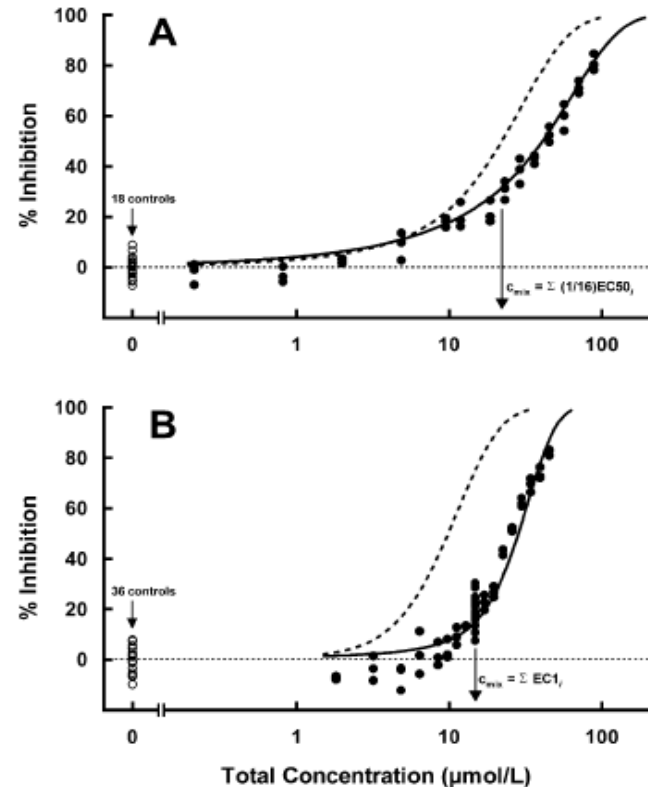 A
100
80
60
40
20
0
% Inhibition
18 controls
c_mix = Σ (1/16)EC50_i
0 1 10 100
B
100
80
60
40
20
0
% Inhibition
36 controls
c_mix = Σ EC1_i
0 1 10 100
Total Concentration (µmol/L)